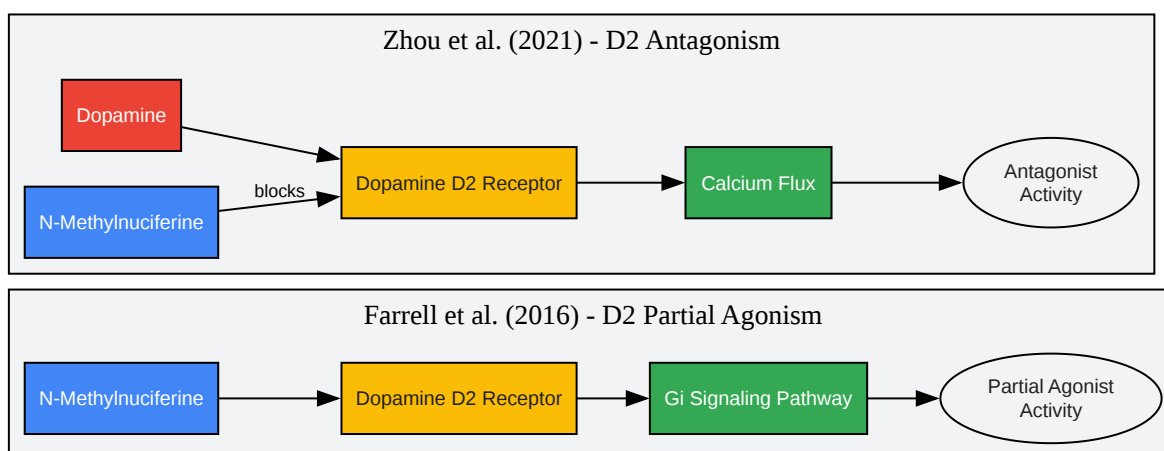 Zhou et al. (2021) - D2 Antagonism
Dopamine
N-Methylnuciferine
blocks
Dopamine D2 Receptor
Calcium Flux
Antagonist
Activity
Farrell et al. (2016) - D2 Partial Agonism
N-Methylnuciferine
Dopamine D2 Receptor
Gi Signaling Pathway
Partial Agonist
Activity